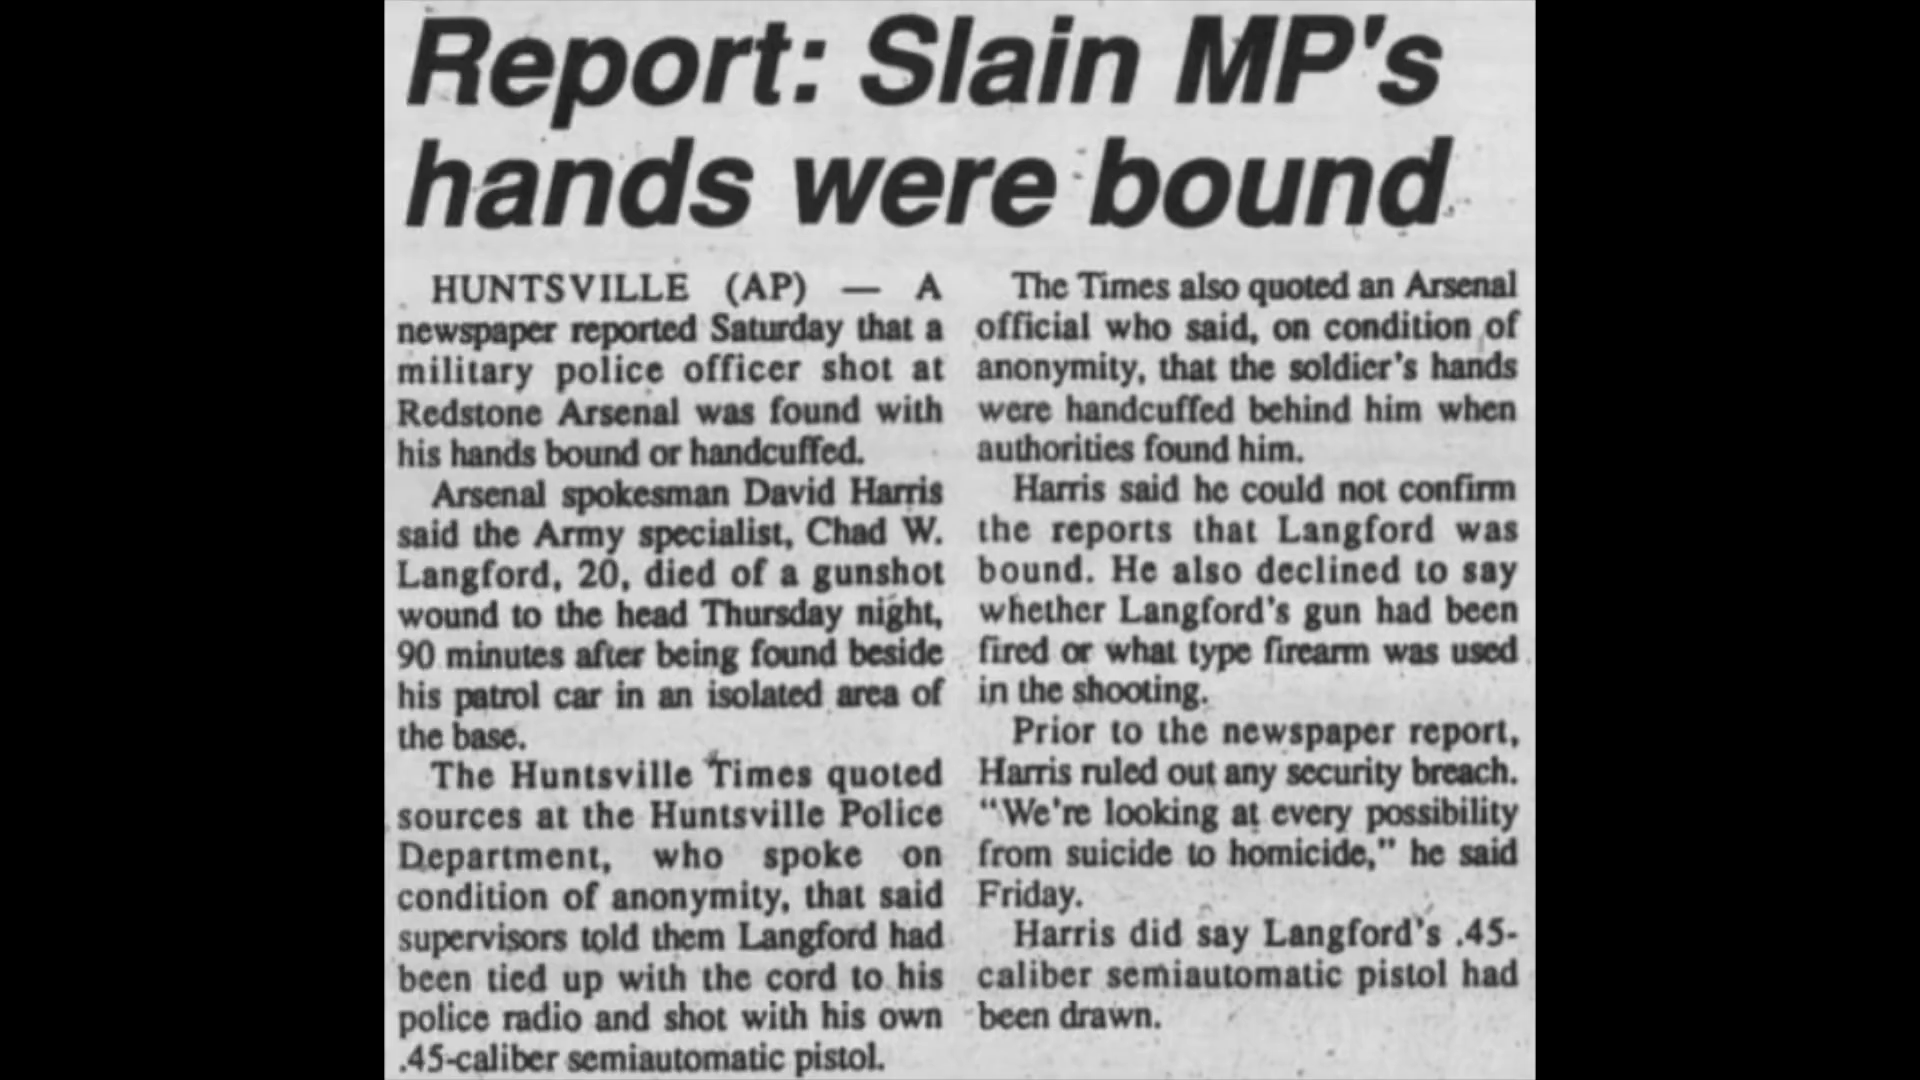 Report: Slain MP's
hands were bound
HUNTSVILLE (AP) — A
newspaper reported Saturday that a
military police officer shot at
Redstone Arsenal was found with
his hands bound or handcuffed.
Arsenal spokesman David Harris
said the Army specialist, Chad W.
Langford, 20, died of a gunshot
wound to the head Thursday night,
90 minutes after being found beside
his patrol car in an isolated area of
the base.
The Huntsville Times quoted
sources at the Huntsville Police
Department, who spoke on
condition of anonymity, that said
supervisors told them Langford had
been tied up with the cord to his
police radio and shot with his own
.45-caliber semiautomatic pistol.
The Times also quoted an Arsenal
official who said, on condition of
anonymity, that the soldier's hands
were handcuffed behind him when
authorities found him.
Harris said he could not confirm
the reports that Langford was
bound. He also declined to say
whether Langford's gun had been
fired or what type firearm was used
in the shooting.
Prior to the newspaper report,
Harris ruled out any security breach.
"We're looking at every possibility
from suicide to homicide," he said
Friday.
Harris did say Langford's .45-
caliber semiautomatic pistol had
been drawn.